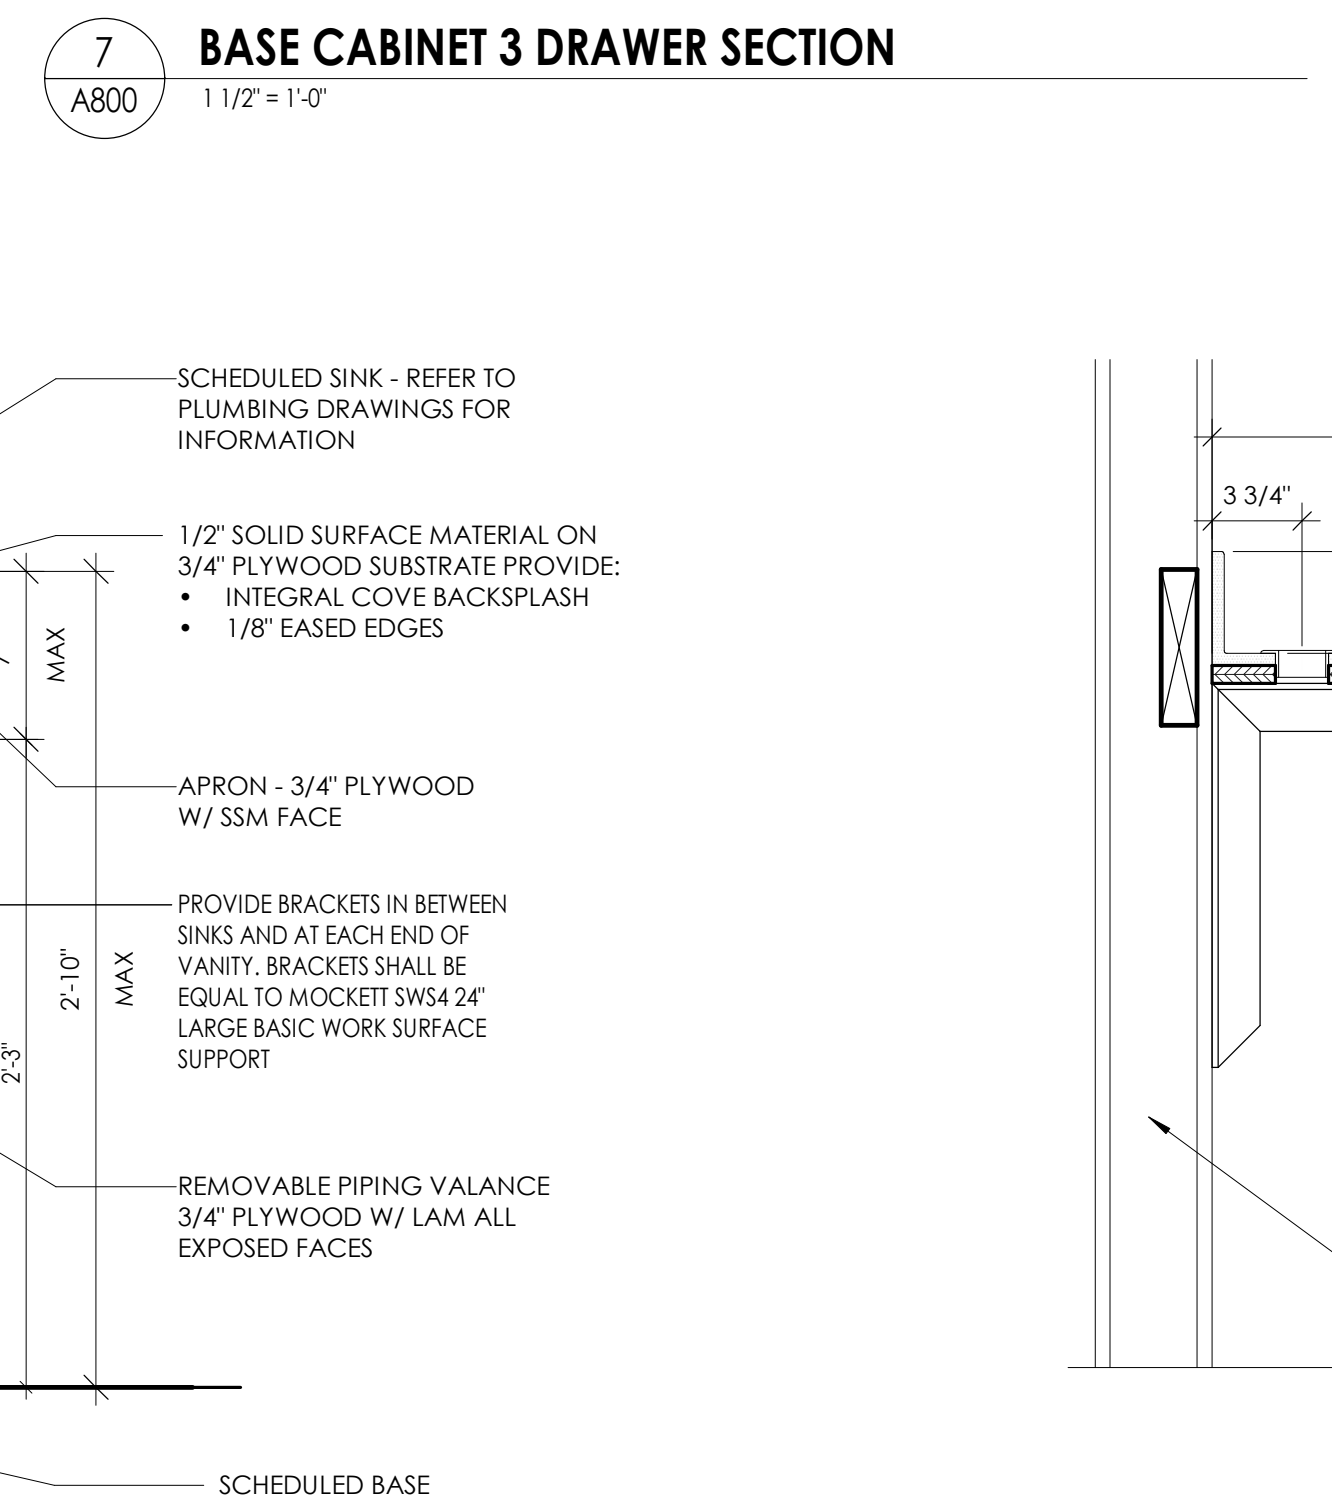 7
BASE CABINET 3 DRAWER SECTION
A800
1 1/2" = 1'-0"
SCHEDULED SINK - REFER TO
PLUMBING DRAWINGS FOR
INFORMATION
3 3/4"
1/2" SOLID SURFACE MATERIAL ON
3/4" PLYWOOD SUBSTRATE PROVIDE:
• INTEGRAL COVE BACKSPLASH
• 1/8" EASED EDGES
MAX
APRON - 3/4" PLYWOOD
W/ SSM FACE
PROVIDE BRACKETS IN BETWEEN
SINKS AND AT EACH END OF
VANITY. BRACKETS SHALL BE
EQUAL TO MOCKETT SWS4 24"
LARGE BASIC WORK SURFACE
SUPPORT
2'-10"
MAX
2'-3"
REMOVABLE PIPING VALANCE
3/4" PLYWOOD W/ LAM ALL
EXPOSED FACES
SCHEDULED BASE